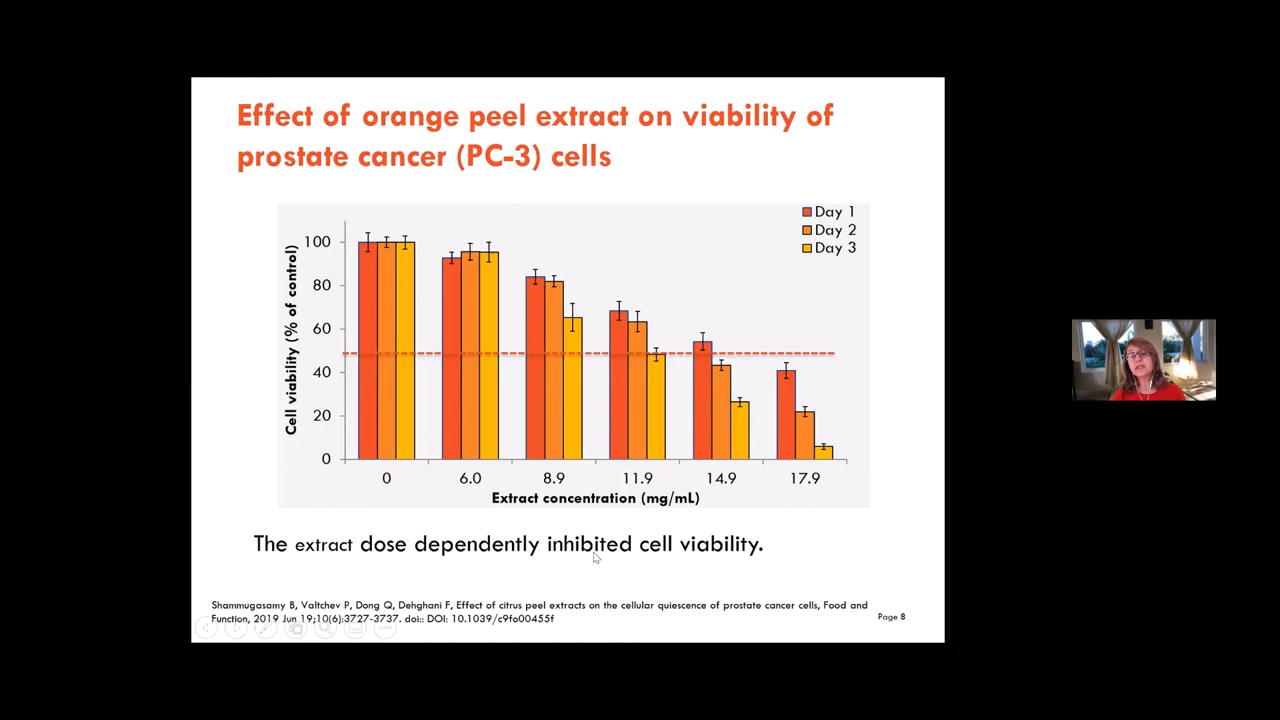 Effect of orange peel extract on viability of
prostate cancer (PC-3) cells
Day 1
Day 2
Day 3
Cell viability (% of control)
100
80
60
40
20
0
0 6.0 8.9 11.9 14.9 17.9
Extract concentration (mg/mL)
The extract dose dependently inhibited cell viability.
Shammugasamy B, Valtchev P, Dong Q, Dehghani F, Effect of citrus peel extracts on the cellular quiescence of prostate cancer cells, Food and
Function, 2019 Jun 19;10(6):3727-3737. doi:: DOI: 10.1039/c9fo00455f
Page 8